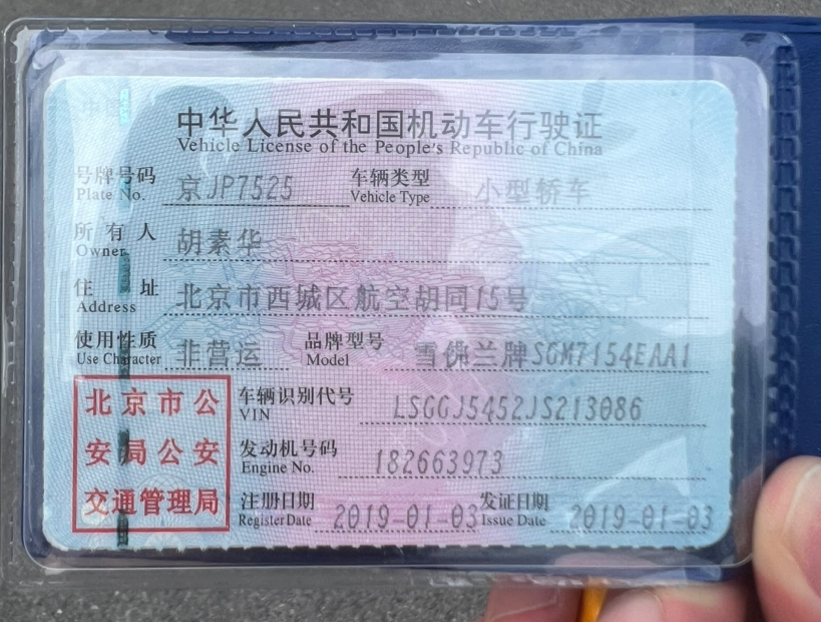 中华人民共和国机动车行驶证
Vehicle License of the People's Republic of China
号牌号码 京JP7525 车辆类型 小型轿车
Plate No. Vehicle Type
所有人 胡素华
Owner
住址 北京市西城区航空胡同15号
Address
使用性质 非营运 品牌型号 雪佛兰牌SGM7154EAA1
Use Character Model
北京市公 车辆识别代号 LSGGJ5452JS213086
VIN
安局公安 发动机号码 182663973
Engine No.
交通管理局 注册日期 2019-01-03 发证日期 2019-01-03
Register Date Issue Date